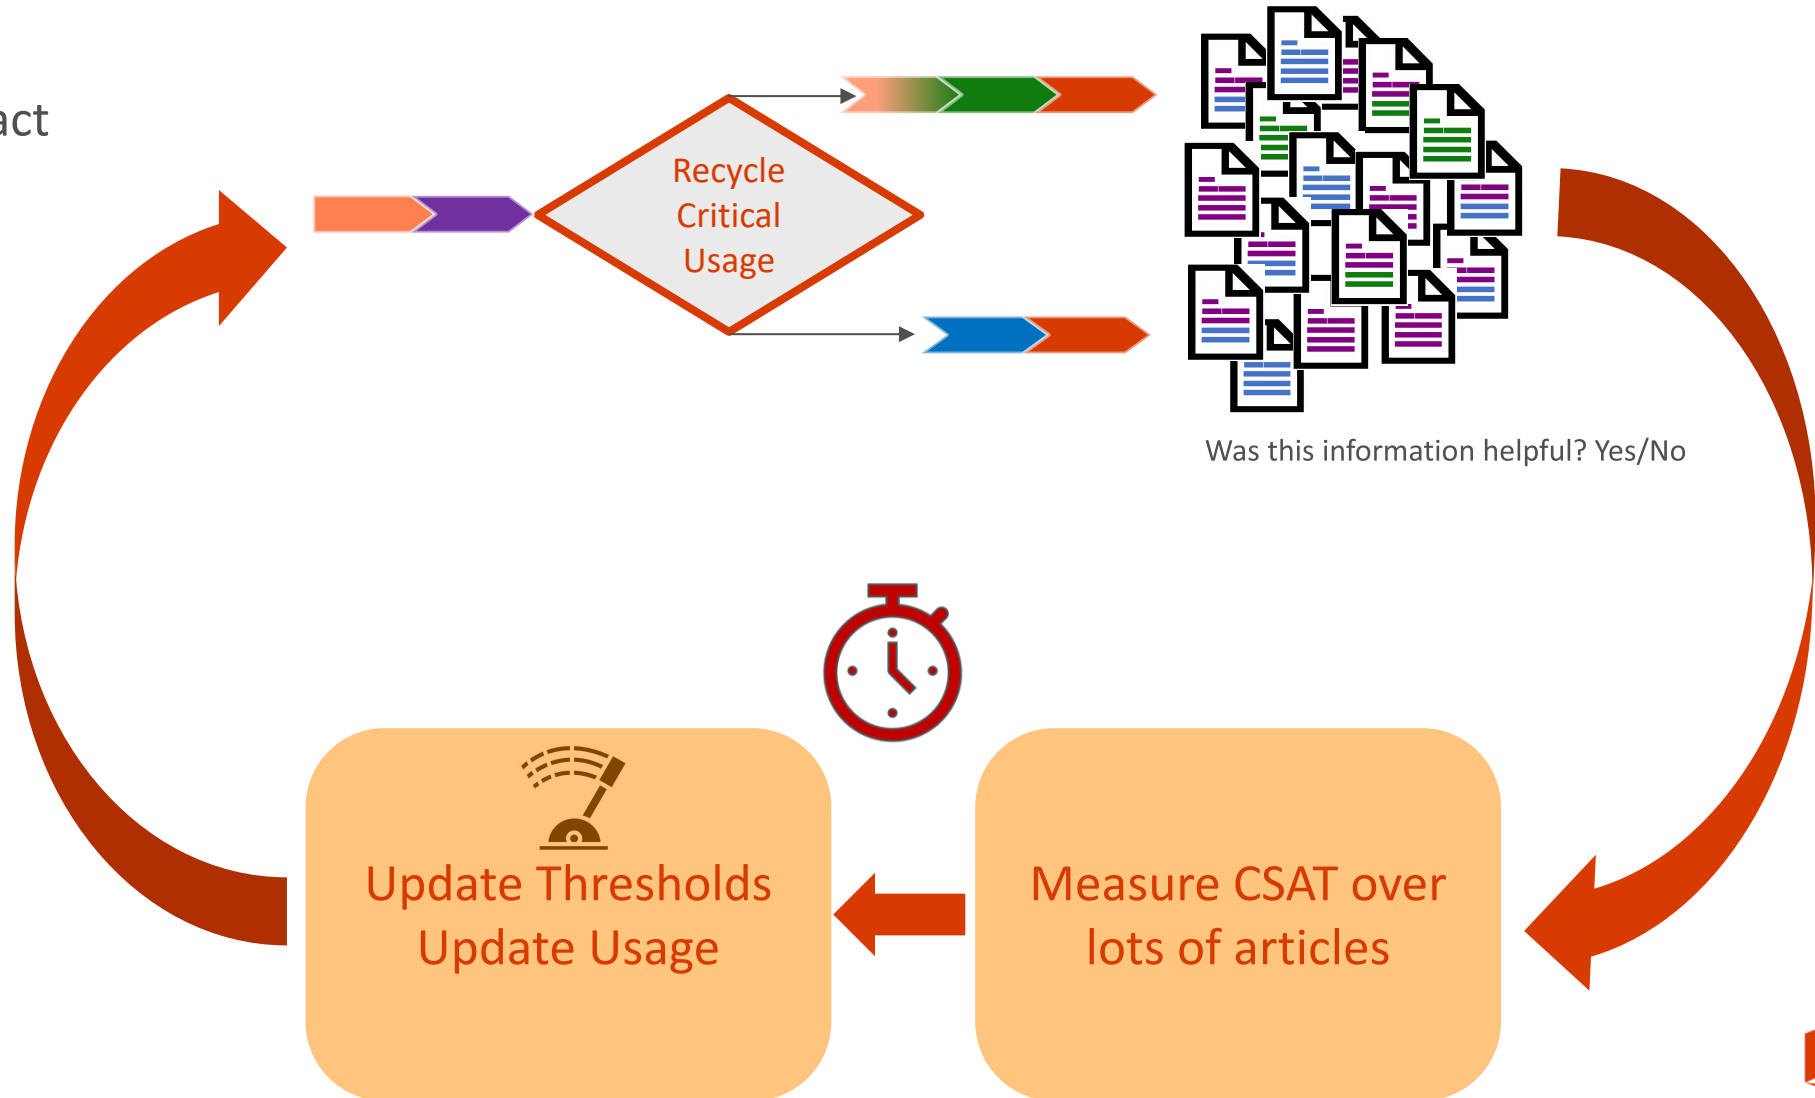 Recycle
Critical
Usage
Was this information helpful? Yes/No
Update Thresholds
Update Usage
Measure CSAT over
lots of articles